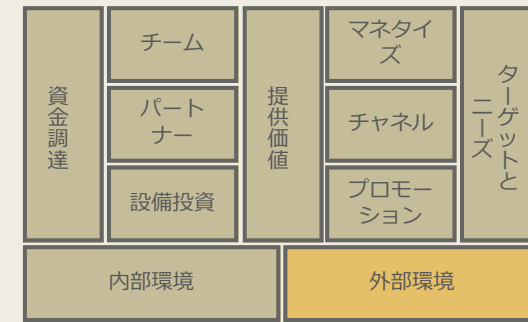 資金調達
チーム
パート
ナー
設備投資
提供価値
マネタイ
ズ
チャネル
プロモー
ション
ターゲットと
ニーズ
内部環境
外部環境